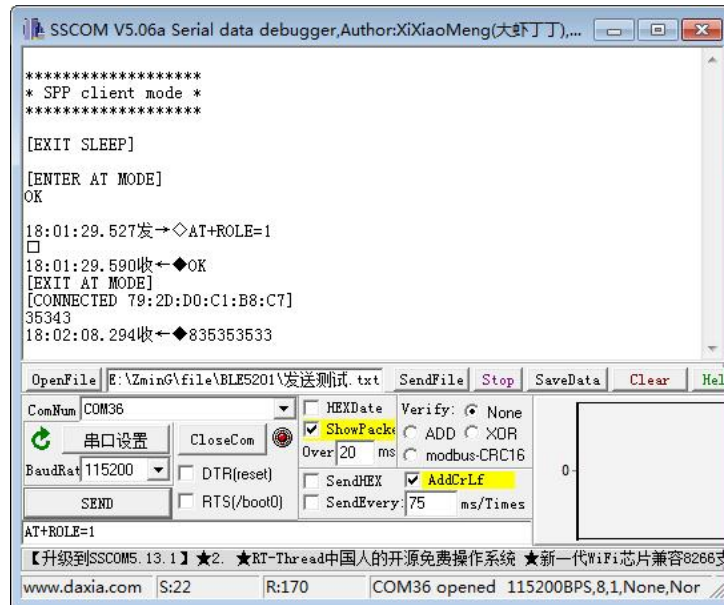 SSCOM V5.06a Serial data debugger,Author:XiXiaoMeng(大虾丁丁),...
*******************
* SPP client mode *
*******************
[EXIT SLEEP]
[ENTER AT MODE]
OK
18:01:29.527发→◇AT+ROLE=1
□
18:01:29.590收←◆OK
[EXIT AT MODE]
[CONNECTED 79:2D:D0:C1:B8:C7]
35343
18:02:08.294收←◆835353533
OpenFile E:\ZminG\file\BLE5201\发送测试.txt SendFile Stop SaveData Clear Hel
ComNum COM36 HEXDate Verify: None
串口设置 CloseCom ShowPacke ADD XOR
Over 20 ms modbus-CRC16 0-
BaudRat 115200 DTR(reset) SendHEX AddCrLf
SEND RTS(/boot0) SendEvery: 75 ms/Times
AT+ROLE=1
【升级到SSCOM5.13.1】★2. ★RT-Thread中国人的开源免费操作系统 ★新一代WiFi芯片兼容8266支
www.daxia.com S:22 R:170 COM36 opened 115200BPS,8,1,None,Nor